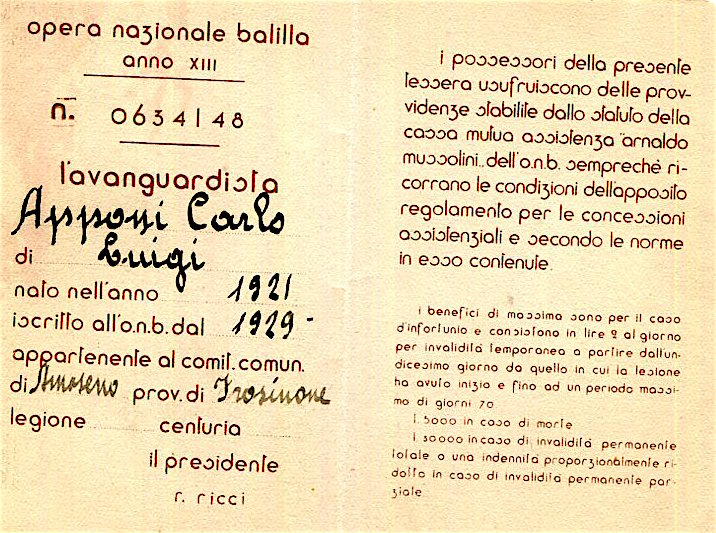 opera nazionale balilla
anno XIII
n. 0634148
l'avanguardista
Apponi Carlo
di Luigi
nato nell'anno 1921
iscritto all'o.n.b. dal 1929-
appartenente al comit. comun.
di Amaseno prov. di Frosinone
legione centuria
il presidente
r. ricci
i possessori della presente
tessera usufruiscono delle prov-
videnze stabilite dallo statuto della
cassa mutua assistenza "arnaldo
mussolini" dell'o.n.b. sempreché ri-
corrano le condizioni dell'apposito
regolamento per le concessioni
assistenziali e secondo le norme
in esso contenute.
i benefici di massima sono per il caso
d'infortunio e consistono in lire 2 al giorno
per invalidità temporanea a partire dall'un-
dicesimo giorno da quello in cui la lesione
ha avuto inizio e fino ad un periodo massi-
mo di giorni 70
l. 5000 in caso di morte
l. 30000 in caso di invalidità permanente
totale o una indennità proporzionalmente ri-
dotta in caso di invalidità permanente par-
ziale